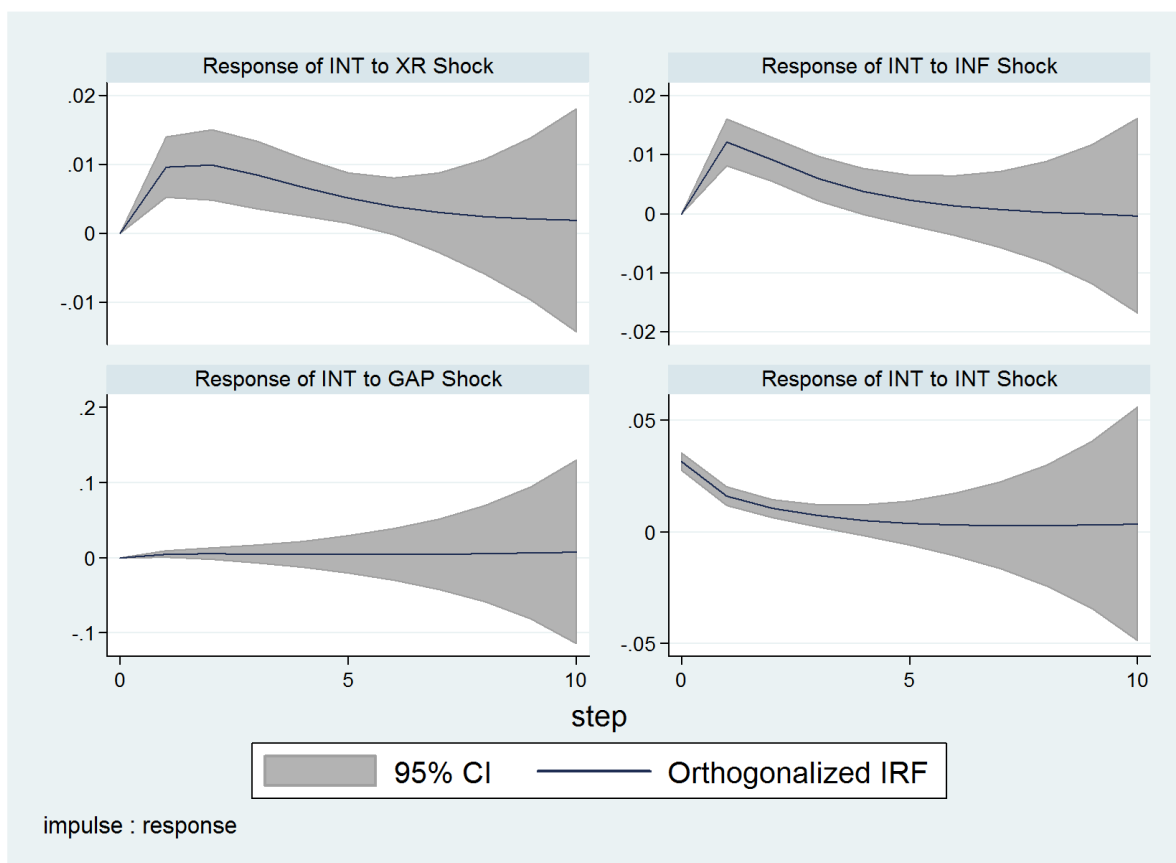 Response of INT to XR Shock
.02
.01
0
-.01
Response of INT to INF Shock
.02
.01
0
-.01
-.02
Response of INT to GAP Shock
.2
.1
0
-.1
0 5 10
Response of INT to INT Shock
.05
0
-.05
0 5 10
step
95% CI Orthogonalized IRF
impulse : response